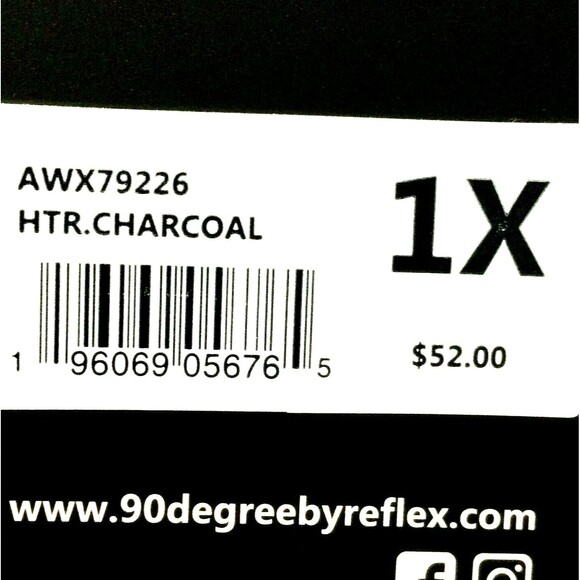 AWX79226
HTR.CHARCOAL
1X
1 96069 05676 5
$52.00
www.90degreebyreflex.com